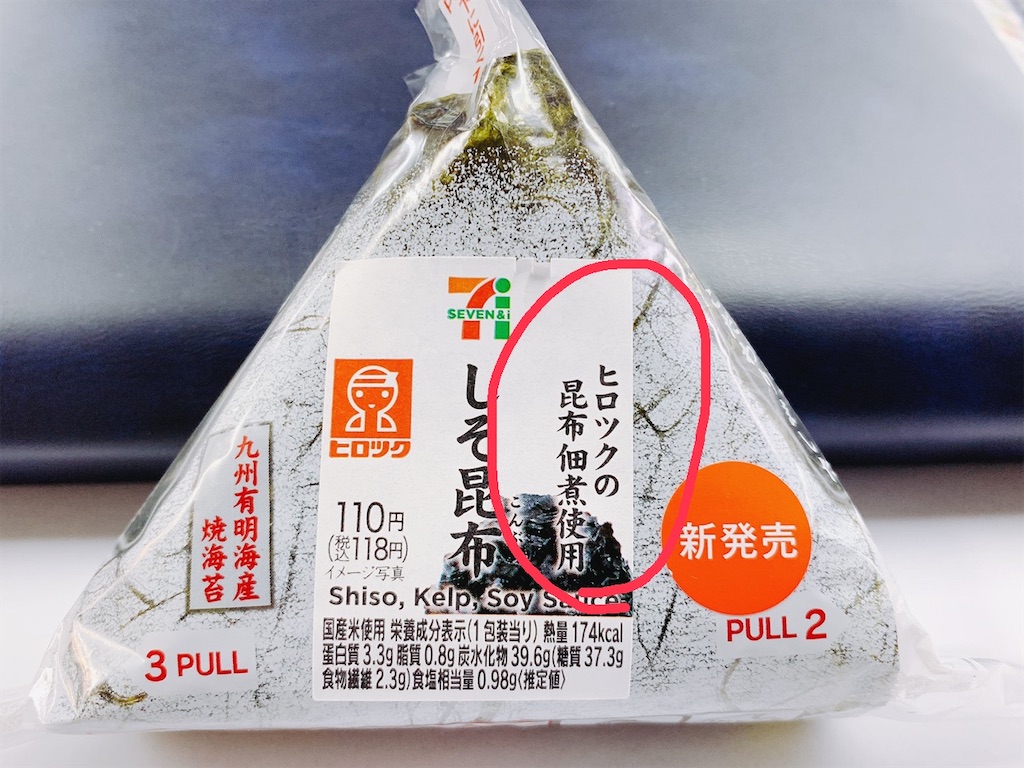 SEVEN&i
ヒロツクの
昆布佃煮使用
しそ昆布
こんぶ
ヒロツク
110円
(税込118円)
イメージ写真
Shiso, Kelp, Soy Sauce
国産米使用 栄養成分表示(1包装当り) 熱量174kcal
蛋白質3.3g 脂質0.8g 炭水化物39.6g(糖質37.3g
食物繊維2.3g)食塩相当量0.98g〈推定値〉
九州有明海産
焼海苔
新発売
3 PULL
PULL 2